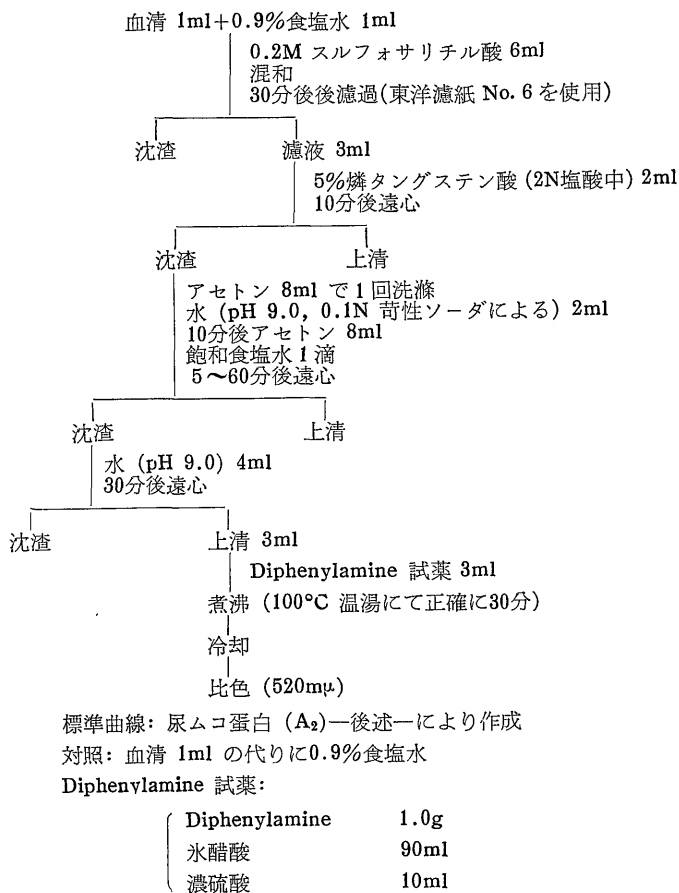 血清 1ml+0.9%食塩水 1ml
0.2M スルフォサリチル酸 6ml
混和
30分後後濾過(東洋濾紙 No. 6 を使用)
沈渣 濾液 3ml
5%燐タングステン酸 (2N塩酸中) 2ml
10分後遠心
沈渣 上清
アセトン 8ml で1回洗滌
水 (pH 9.0, 0.1N 苛性ソーダによる) 2ml
10分後アセトン 8ml
飽和食塩水1滴
5〜60分後遠心
沈渣 上清
水 (pH 9.0) 4ml
30分後遠心
沈渣 上清 3ml
Diphenylamine 試薬 3ml
煮沸 (100°C 温湯にて正確に30分)
冷却
比色 (520mμ)
標準曲線: 尿ムコ蛋白 (A₂)—後述—により作成
対照: 血清 1ml の代りに0.9%食塩水
Diphenylamine 試薬:
Diphenylamine 1.0g
氷醋酸 90ml
濃硫酸 10ml